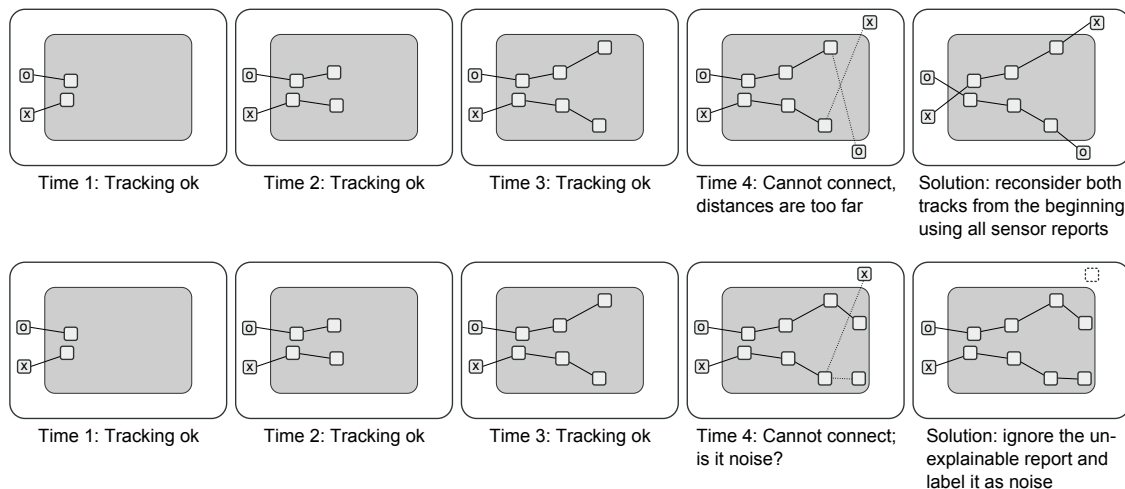 O
X
Time 1: Tracking ok
O
X
Time 2: Tracking ok
O
X
Time 3: Tracking ok
X
O
X
O
Time 4: Cannot connect,
distances are too far
X
O
X
O
Solution: reconsider both
tracks from the beginning
using all sensor reports
O
X
Time 1: Tracking ok
O
X
Time 2: Tracking ok
O
X
Time 3: Tracking ok
X
O
X
Time 4: Cannot connect;
is it noise?
O
X
Solution: ignore the un-
explainable report and
label it as noise